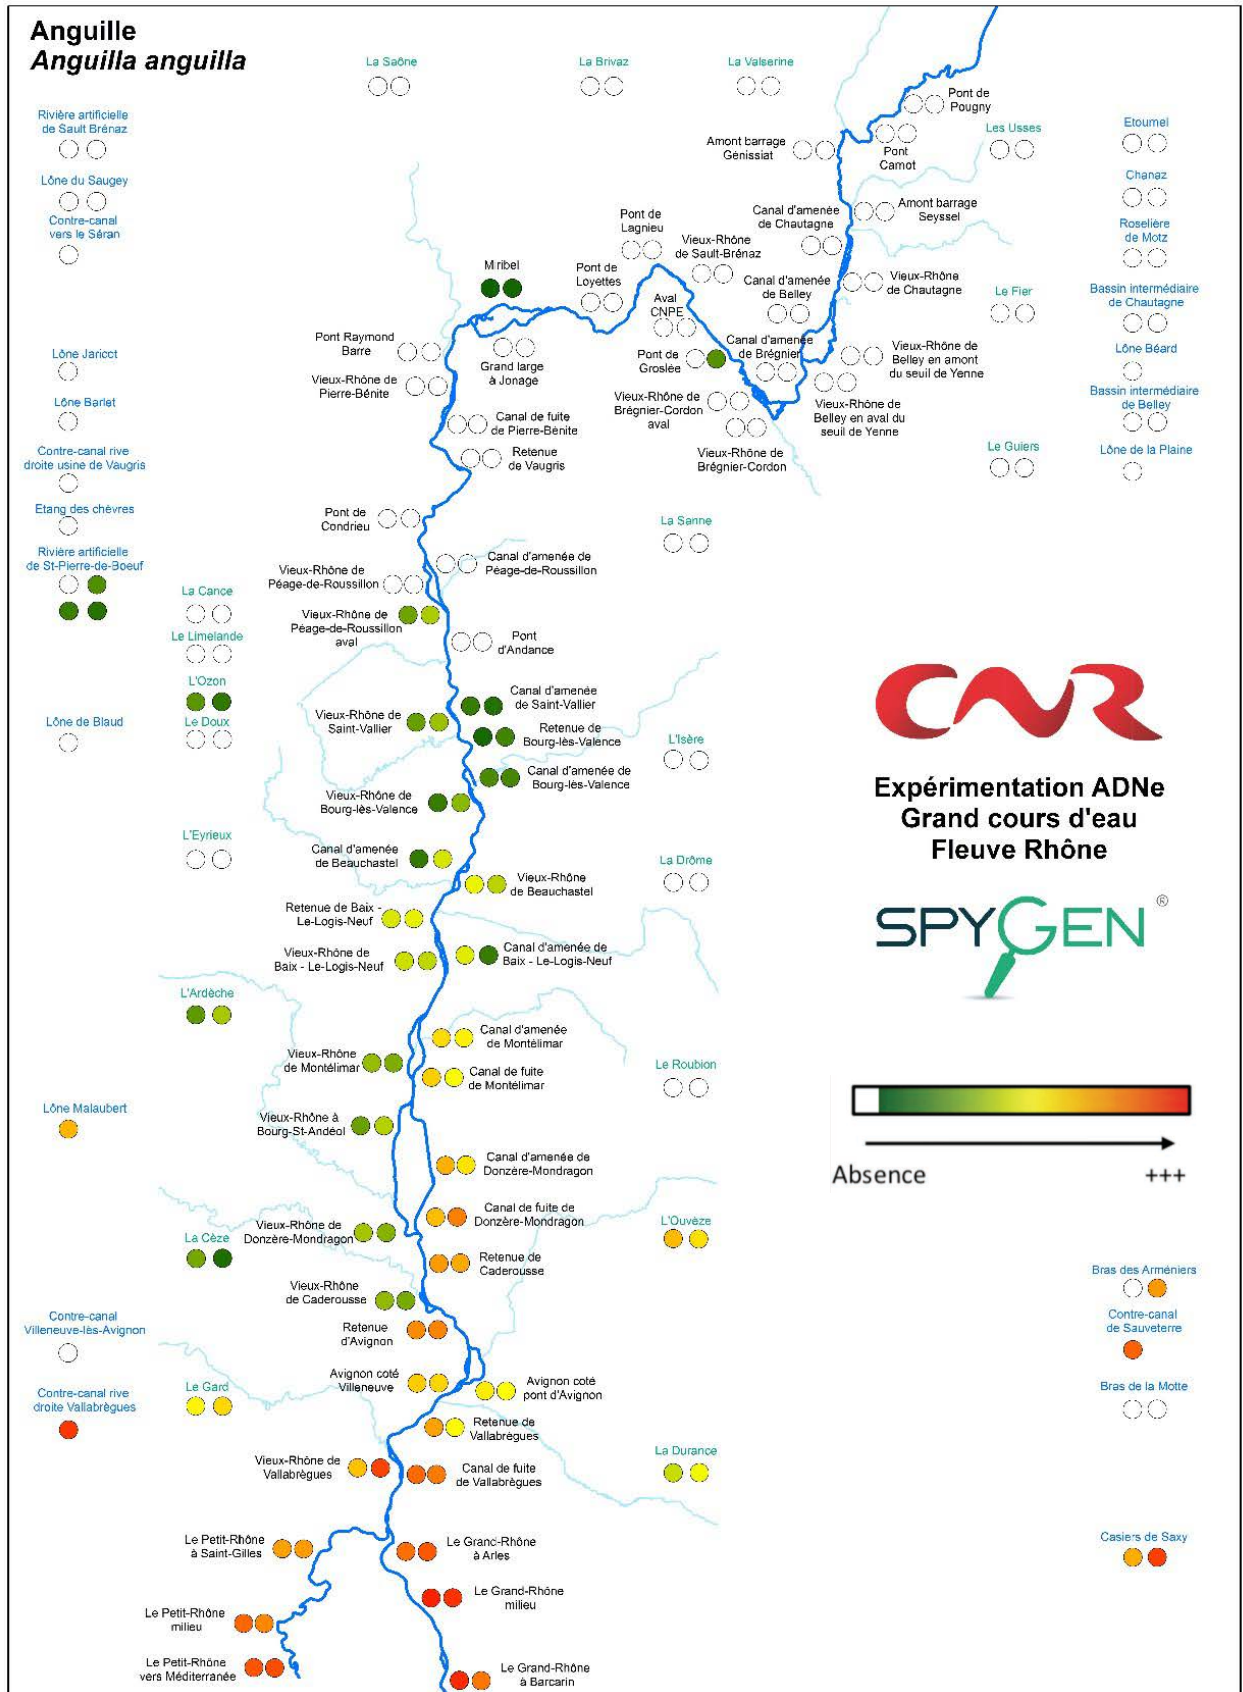 Anguille
Anguilla anguilla
La Saône
La Brivaz
La Valserine
Pont de
Pougny
Rivière artificielle
de Sault Brénaz
Amont barrage
Génissiat
Pont
Carnot
Les Usses
Etournel
Lône du Saugey
Chanaz
Contre-canal
vers le Séran
Pont de
Lagnieu
Canal d'amenée
de Chautagne
Amont barrage
Seyssel
Roselière
de Motz
Miribel
Pont de
Loyettes
Vieux-Rhône
de Sault-Brénaz
Canal d'amenée
de Belley
Vieux-Rhône
de Chautagne
Le Fier
Bassin intermédiaire
de Chautagne
Aval
CNPE
Pont Raymond
Barre
Grand large
à Jonage
Pont de
Groslée
Canal d'amenée
de Brégnier
Vieux-Rhône de
Belley en amont
du seuil de Yenne
Lône Jaricot
Lône Béard
Vieux-Rhône de
Pierre-Bénite
Vieux-Rhône de
Brégnier-Cordon
aval
Vieux-Rhône de
Belley en aval du
seuil de Yenne
Bassin intermédiaire
de Belley
Lône Barlet
Canal de fuite
de Pierre-Bénite
Contre-canal rive
droite usine de Vaugris
Retenue
de Vaugris
Vieux-Rhône de
Brégnier-Cordon
Le Guiers
Lône de la Plaine
Etang des chèvres
Pont de
Condrieu
La Sanne
Rivière artificielle
de St-Pierre-de-Boeuf
Vieux-Rhône de
Péage-de-Roussillon
Canal d'amenée de
Péage-de-Roussillon
La Cance
Vieux-Rhône de
Péage-de-Roussillon
aval
Le Limelande
Pont
d'Andance
L'Ozon
Canal d'amenée
de Saint-Vallier
Lône de Blaud
Le Doux
Vieux-Rhône de
Saint-Vallier
Retenue de
Bourg-lès-Valence
L'Isère
Canal d'amenée de
Bourg-lès-Valence
Vieux-Rhône de
Bourg-lès-Valence
CNR
Expérimentation ADNe
Grand cours d'eau
Fleuve Rhône
L'Eyrieux
Canal d'amenée
de Beauchastel
Vieux-Rhône
de Beauchastel
La Drôme
SPYGEN®
Retenue de Baix -
Le-Logis-Neuf
Vieux-Rhône de
Baix - Le-Logis-Neuf
Canal d'amenée de
Baix - Le-Logis-Neuf
L'Ardèche
Canal d'amenée
de Montélimar
Vieux-Rhône
de Montélimar
Canal de fuite
de Montélimar
Le Roubion
Lône Malaubert
Vieux-Rhône à
Bourg-St-Andéol
Canal d'amenée de
Donzère-Mondragon
Absence
+++
Canal de fuite de
Donzère-Mondragon
La Cèze
Vieux-Rhône de
Donzère-Mondragon
L'Ouvèze
Retenue de
Caderousse
Bras des Arméniers
Vieux-Rhône
de Caderousse
Contre-canal
Villeneuve-lès-Avignon
Retenue
d'Avignon
Contre-canal
de Sauveterre
Contre-canal rive
droite Vallabrègues
Le Gard
Avignon coté
Villeneuve
Avignon coté
pont d'Avignon
Bras de la Motte
Retenue de
Vallabrègues
Vieux-Rhône de
Vallabrègues
Canal de fuite
de Vallabrègues
La Durance
Le Petit-Rhône
à Saint-Gilles
Le Grand-Rhône
à Arles
Casiers de Saxy
Le Grand-Rhône
milieu
Le Petit-Rhône
milieu
Le Petit-Rhône
vers Méditerranée
Le Grand-Rhône
à Barcarin